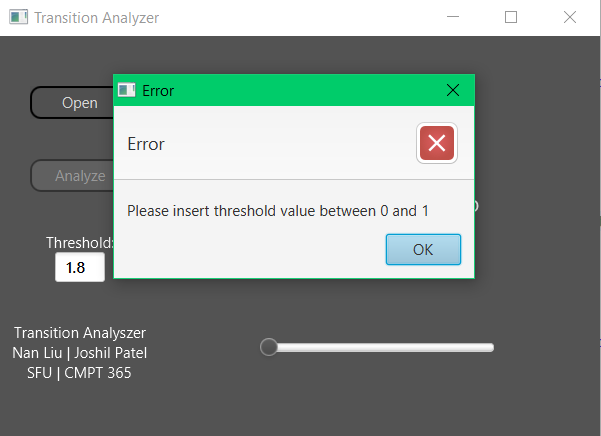 Transition Analyzer
Error
Open
Error
Analyze
Please insert threshold value between 0 and 1
OK
Threshold:
1.8
Transition Analyszer
Nan Liu | Joshil Patel
SFU | CMPT 365